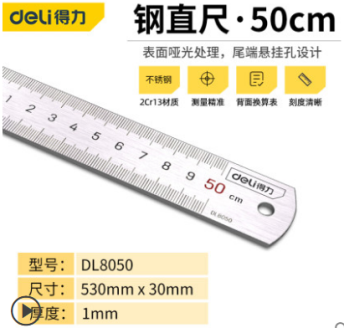 deli得力
钢直尺·50cm
表面哑光处理，尾端悬挂孔设计
不锈钢
2Cr13材质 测量精准 背面换算表 刻度清晰
1 2 3 4 5 6 7 8 9 50 cm
deli得力
DL8050
型号： DL8050
尺寸： 530mm x 30mm
厚度： 1mm